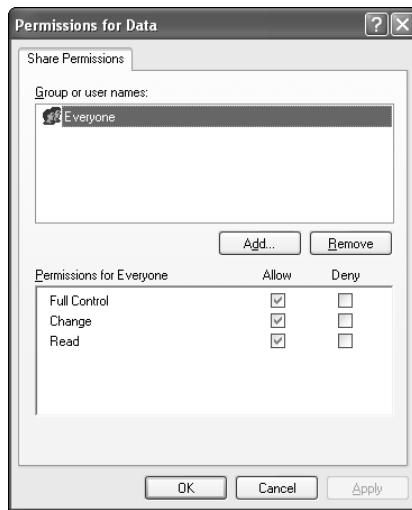 Permissions for Data
Share Permissions
Group or user names:
Everyone
Add... Remove
Permissions for Everyone Allow Deny
Full Control
Change
Read
OK Cancel Apply